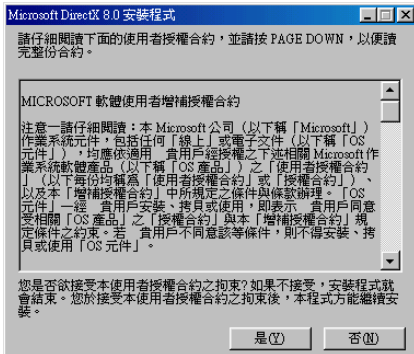 Microsoft DirectX 8.0 安裝程式
請仔細閱讀下面的使用者授權合約，並請按 PAGE DOWN，以便讀
完整份合約。
MICROSOFT 軟體使用者增補授權合約
注意－請仔細閱讀：本 Microsoft 公司（以下稱「Microsoft」）
作業系統元件，包括任何「線上」或電子文件（以下稱「OS
元件」），均應依適用　貴用戶經授權之下述相關 Microsoft 作
業系統軟體產品（以下稱「OS 產品」）之「使用者授權合約
」（以下每份均稱為「使用者授權合約」或「授權合約」）、
以及本「增補授權合約」中所規定之條件與條款辦理。「OS
元件」一經　貴用戶安裝、拷貝或使用，即表示　貴用戶同意
受相關「OS 產品」之「授權合約」與本「增補授權合約」規
定條件之約束。若　貴用戶不同意該等條件，則不得安裝、拷
貝或使用「OS 元件」。
您是否欲接受本使用者授權合約之拘束? 如果不接受，安裝程式就
會結束。您於接受本使用者授權合約之拘束後，本程式方能繼續安
裝。
是(Y)
否(N)